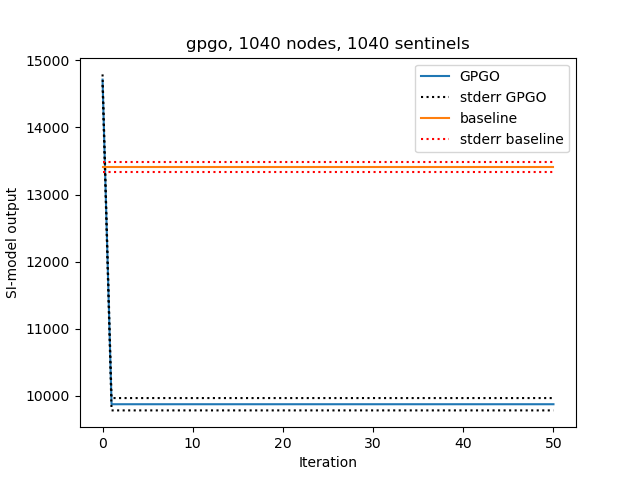 gpgo, 1040 nodes, 1040 sentinels
GPGO
stderr GPGO
baseline
stderr baseline
SI-model output
15000
14000
13000
12000
11000
10000
0 10 20 30 40 50
Iteration